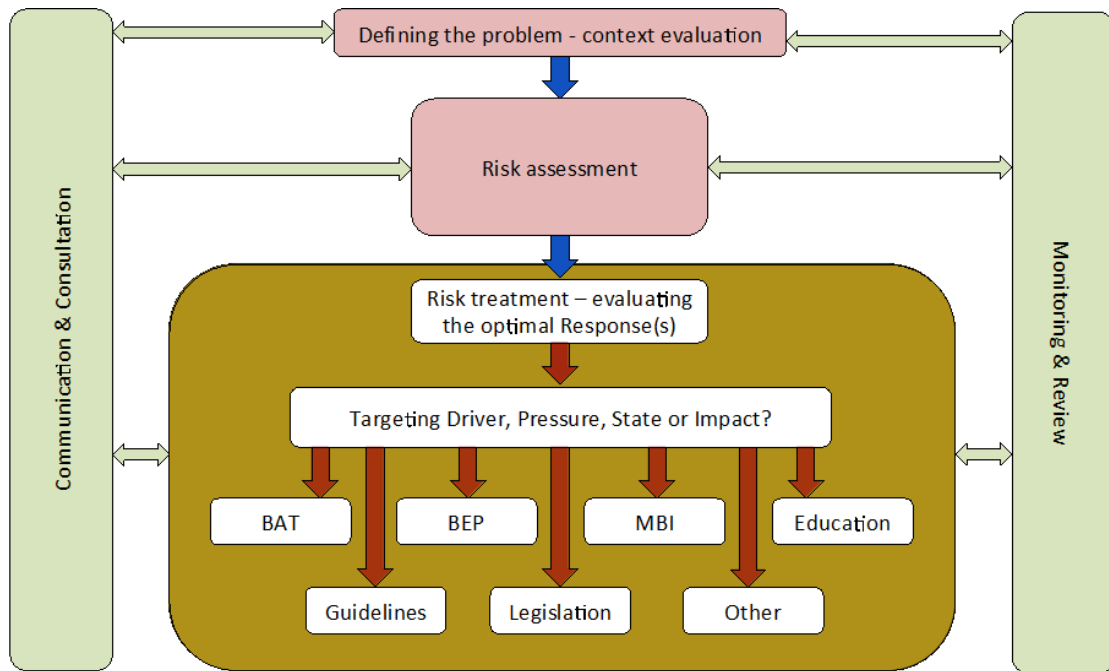 Defining the problem - context evaluation
Communication & Consultation
Risk assessment
Monitoring & Review
Risk treatment – evaluating
the optimal Response(s)
Targeting Driver, Pressure, State or Impact?
BAT
BEP
MBI
Education
Guidelines
Legislation
Other